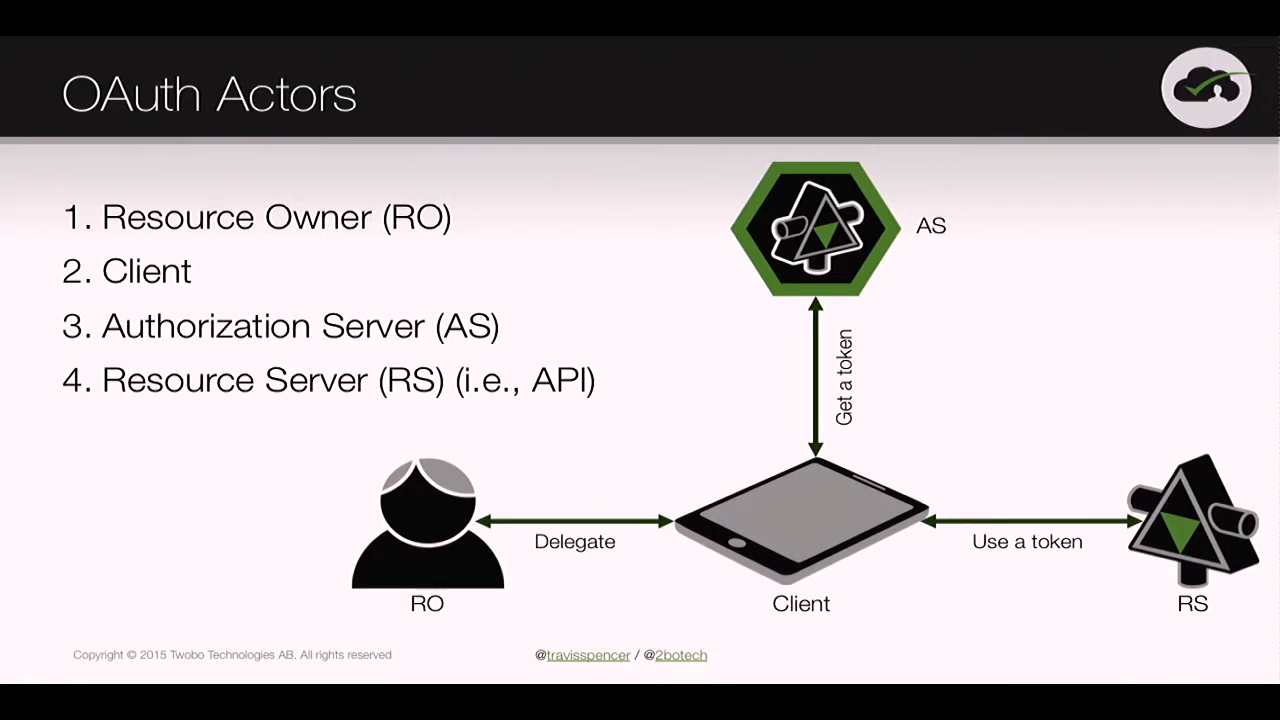 OAuth Actors
1. Resource Owner (RO)
2. Client
3. Authorization Server (AS)
4. Resource Server (RS) (i.e., API)
AS
Get a token
Delegate
Use a token
RO
Client
RS
Copyright © 2015 Twobo Technologies AB. All rights reserved
@travisspencer / @2botech